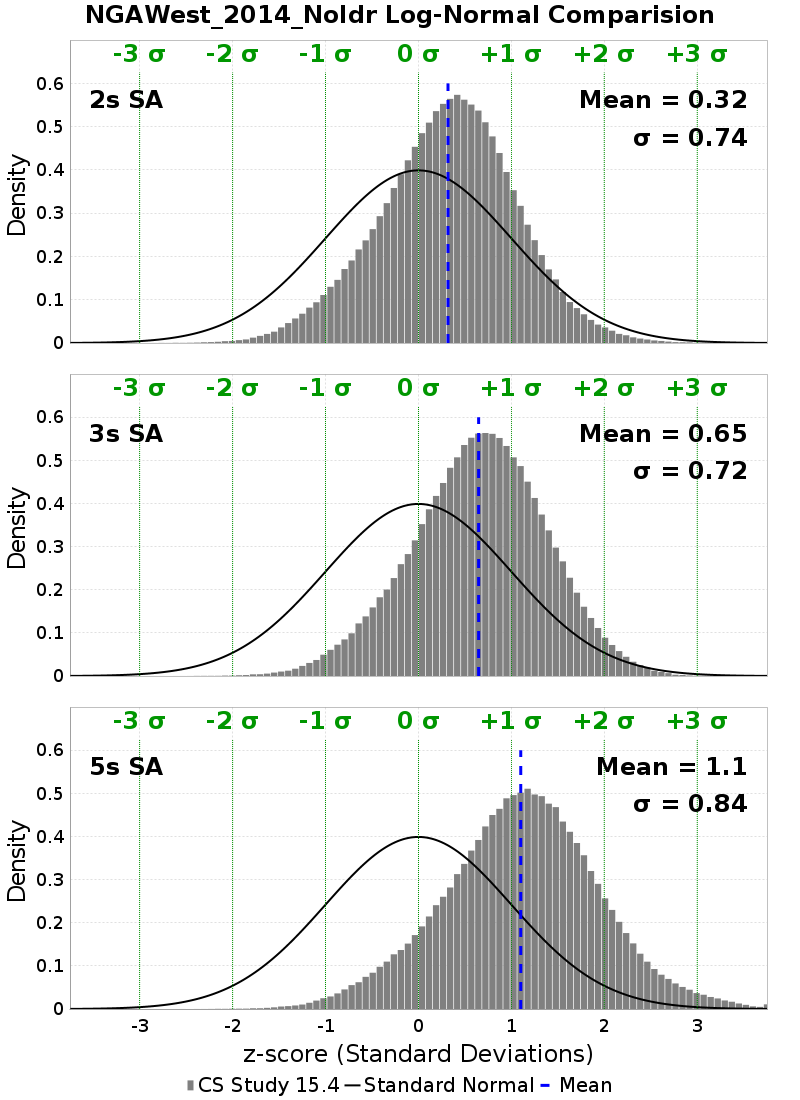 NGAWest_2014_NoIdr Log-Normal Comparision
-3 σ -2 σ -1 σ 0 σ +1 σ +2 σ +3 σ
0.6
2s SA Mean = 0.32
0.5
σ = 0.74
0.4
0.3
0.2
0.1
0
Density
-3 σ -2 σ -1 σ 0 σ +1 σ +2 σ +3 σ
0.6
3s SA Mean = 0.65
0.5
σ = 0.72
0.4
0.3
0.2
0.1
0
Density
-3 σ -2 σ -1 σ 0 σ +1 σ +2 σ +3 σ
0.6
5s SA Mean = 1.1
0.5
σ = 0.84
0.4
0.3
0.2
0.1
0
Density
-3 -2 -1 0 1 2 3
z-score (Standard Deviations)
CS Study 15.4 Standard Normal Mean